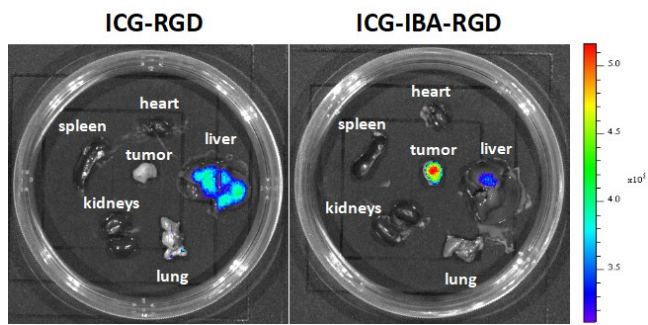 ICG-RGD
ICG-IBA-RGD
heart
spleen
liver
tumor
kidneys
lung
heart
spleen
tumor
liver
kidneys
lung
5.0
4.5
4.0
3.5